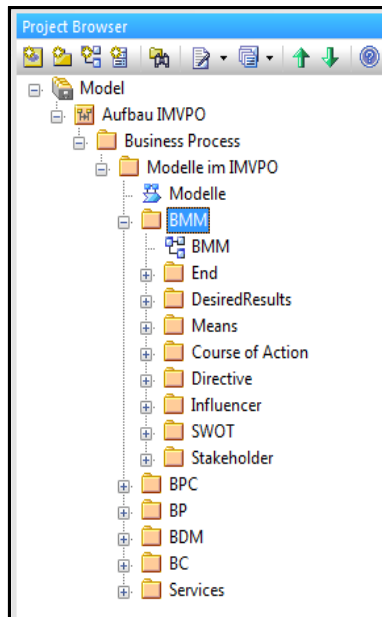 Project Browser
Model
Aufbau IMVPO
Business Process
Modelle im IMVPO
Modelle
BMM
BMM
End
DesiredResults
Means
Course of Action
Directive
Influencer
SWOT
Stakeholder
BPC
BP
BDM
BC
Services